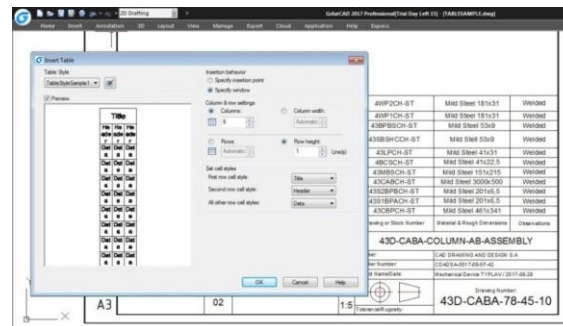 2D Drafting
GstarCAD 2017 Professional(Trial Day Left 15) - [TABLESAMPLE.dwg]
Home Insert Annotation 3D Layout View Manage Export Cloud Application Help Express
Insert Table
Table Style
TableStyleSample1
Preview
Title
Insertion behavior
Specify insertion point
Specify window
Column & row settings
Columns:
6
Column width:
Automatic
Rows:
Automatic
Row height:
1 Line(s)
Set cell styles
First row cell style: Title
Second row cell style: Header
All other row cell styles: Data
OK Cancel Help
4WP2CH-ST Mild Steel 181x31 Welded
4WP1CH-ST Mild Steel 181x31 Welded
43BPBSCH-ST Mild Steel 53x9 Welded
43SBSHCCH-ST Mild Stell 53x9 Welded
43LPCH-ST Mild Steel 41x31 Welded
4BCSCH-ST Mild Steel 41x22.5 Welded
43MBSCH-ST Mild Steel 151x215 Welded
43CABCH-ST Mild Steel 3000x500 Welded
43S2BPBCH-ST Mild Steel 201x6.5 Welded
43S1BPACH-ST Mild Steel 201x6.5 Welded
43CBPCH-ST Mild Steel 461x341 Welded
Stock Number Material & Rough Dimensions Observations
43D-CABA-COLUMN-AB-ASSEMBLY
CAD DRAWING AND DESIGN S.A
Drawing Number
43D-CABA-78-45-10
A3 02 1:5
X